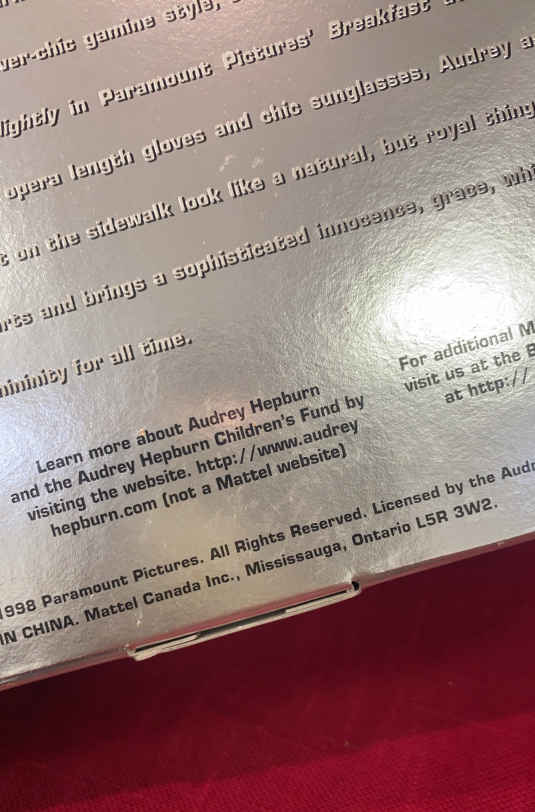 ver-chic gamine style,
lightly in Paramount Pictures' Breakfast
opera length gloves and chic sunglasses, Audrey
on the sidewalk look like a natural, but royal thing
and brings a sophisticated innocence, grace,
for all time.
Learn more about Audrey Hepburn
and the Audrey Hepburn Children's Fund by
visiting the website. http://www.audrey
hepburn.com (not a Mattel website)
For additional M
visit us at the B
at http://
1998 Paramount Pictures. All Rights Reserved. Licensed by the Audr
IN CHINA. Mattel Canada Inc., Mississauga, Ontario L5R 3W2.